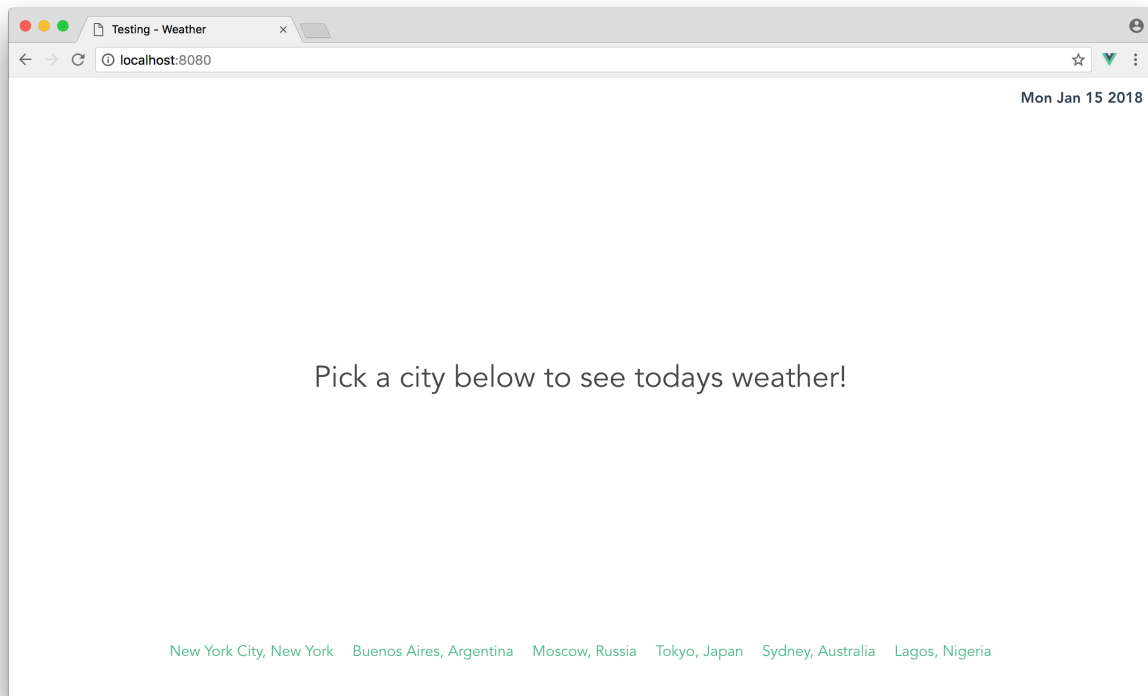 Testing - Weather
localhost:8080
Mon Jan 15 2018
Pick a city below to see todays weather!
New York City, New York Buenos Aires, Argentina Moscow, Russia Tokyo, Japan Sydney, Australia Lagos, Nigeria